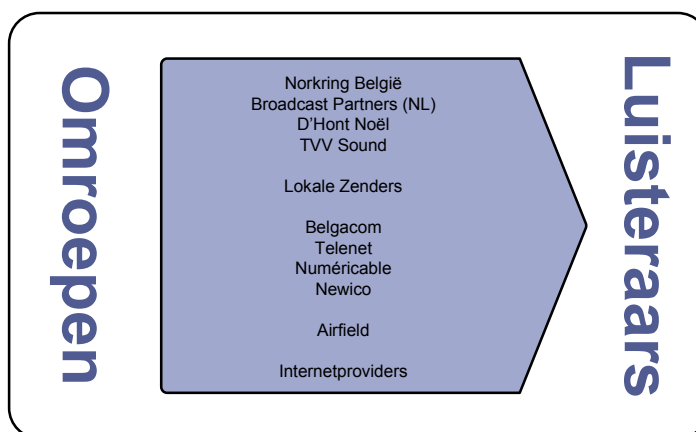 Omroepen
Norkring België
Broadcast Partners (NL)
D'Hont Noël
TVV Sound
Lokale Zenders
Belgacom
Telenet
Numéricable
Newico
Airfield
Internetproviders
Luisteraars